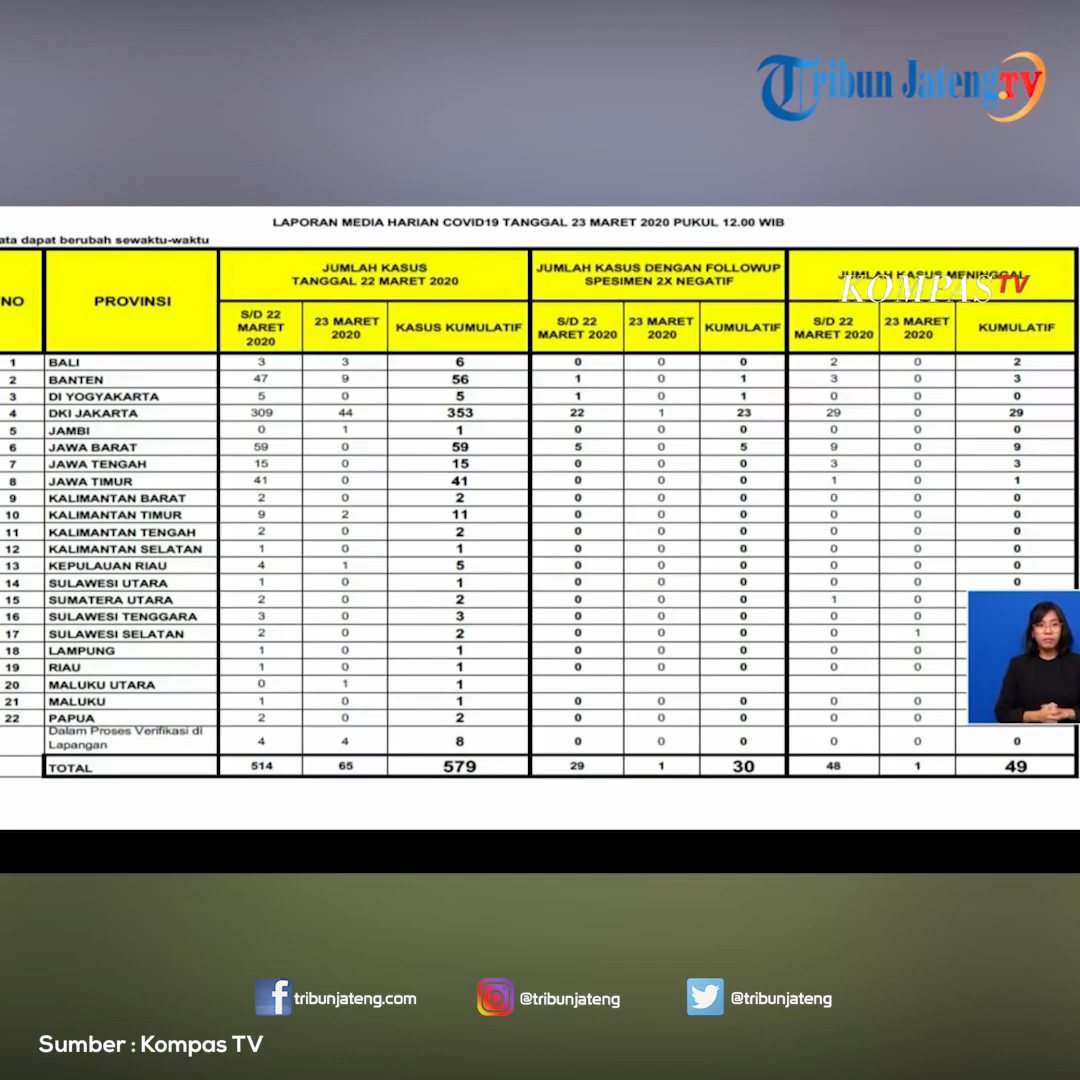 Tribun Jateng.TV
LAPORAN MEDIA HARIAN COVID19 TANGGAL 23 MARET 2020 PUKUL 12.00 WIB
ata dapat berubah sewaktu-waktu
NO PROVINSI JUMLAH KASUS TANGGAL 22 MARET 2020 JUMLAH KASUS DENGAN FOLLOWUP SPESIMEN 2X NEGATIF JUMLAH KASUS MENINGGAL
KOMPAS TV
S/D 22 MARET 2020 23 MARET 2020 KASUS KUMULATIF S/D 22 MARET 2020 23 MARET 2020 KUMULATIF S/D 22 MARET 2020 23 MARET 2020 KUMULATIF
1 BALI 3 3 6 0 0 0 2 0 2
2 BANTEN 47 9 56 1 0 1 3 0 3
3 DI YOGYAKARTA 5 0 5 1 0 1 0 0 0
4 DKI JAKARTA 309 44 353 22 1 23 29 0 29
5 JAMBI 0 1 1 0 0 0 0 0 0
6 JAWA BARAT 59 0 59 5 0 5 9 0 9
7 JAWA TENGAH 15 0 15 0 0 0 3 0 3
8 JAWA TIMUR 41 0 41 0 0 0 1 0 1
9 KALIMANTAN BARAT 2 0 2 0 0 0 0 0 0
10 KALIMANTAN TIMUR 9 2 11 0 0 0 0 0 0
11 KALIMANTAN TENGAH 2 0 2 0 0 0 0 0 0
12 KALIMANTAN SELATAN 1 0 1 0 0 0 0 0 0
13 KEPULAUAN RIAU 4 1 5 0 0 0 0 0 0
14 SULAWESI UTARA 1 0 1 0 0 0 0 0 0
15 SUMATERA UTARA 2 0 2 0 0 0 1 0
16 SULAWESI TENGGARA 3 0 3 0 0 0 0 0
17 SULAWESI SELATAN 2 0 2 0 0 0 0 1
18 LAMPUNG 1 0 1 0 0 0 0 0
19 RIAU 1 0 1 0 0 0 0 0
20 MALUKU UTARA 0 1 1
21 MALUKU 1 0 1 0 0 0 0 0
22 PAPUA 2 0 2 0 0 0 0 0
Dalam Proses Verifikasi di
Lapangan 4 4 8 0 0 0 0 0 0
TOTAL 514 65 579 29 1 30 48 1 49
tribunjateng.com @tribunjateng @tribunjateng
Sumber : Kompas TV